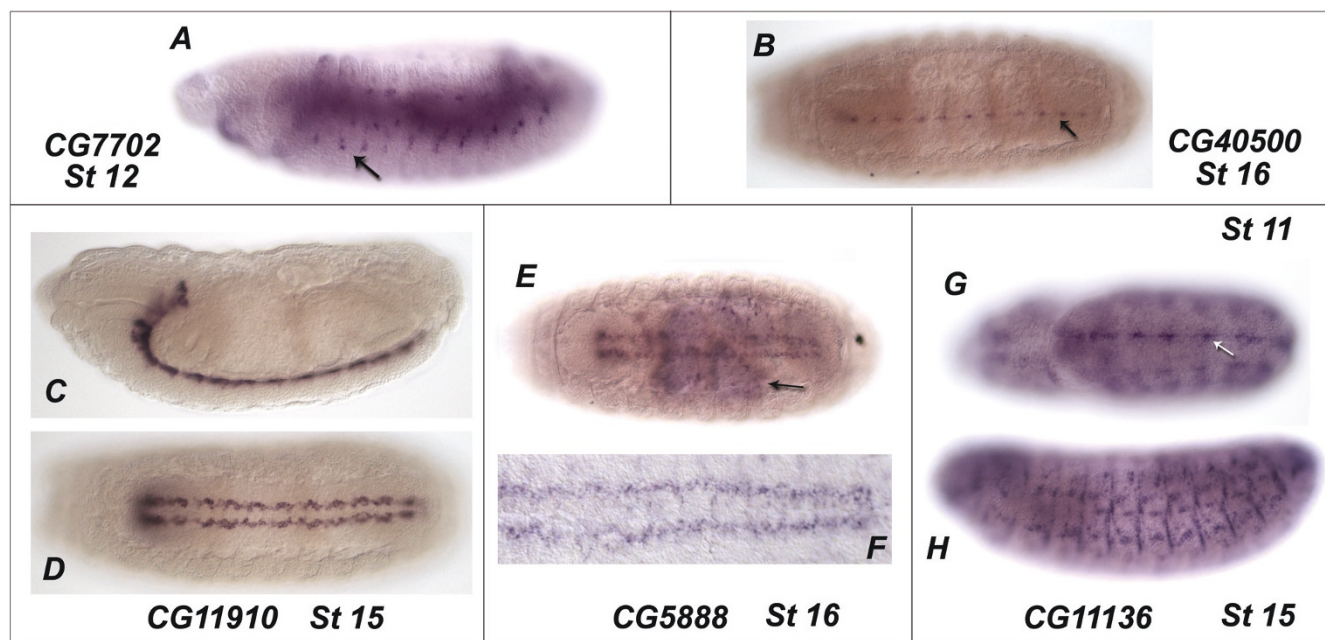 A
CG7702
St 12
B
CG40500
St 16
C
D
CG11910 St 15
E
F
CG5888 St 16
St 11
G
H
CG11136 St 15